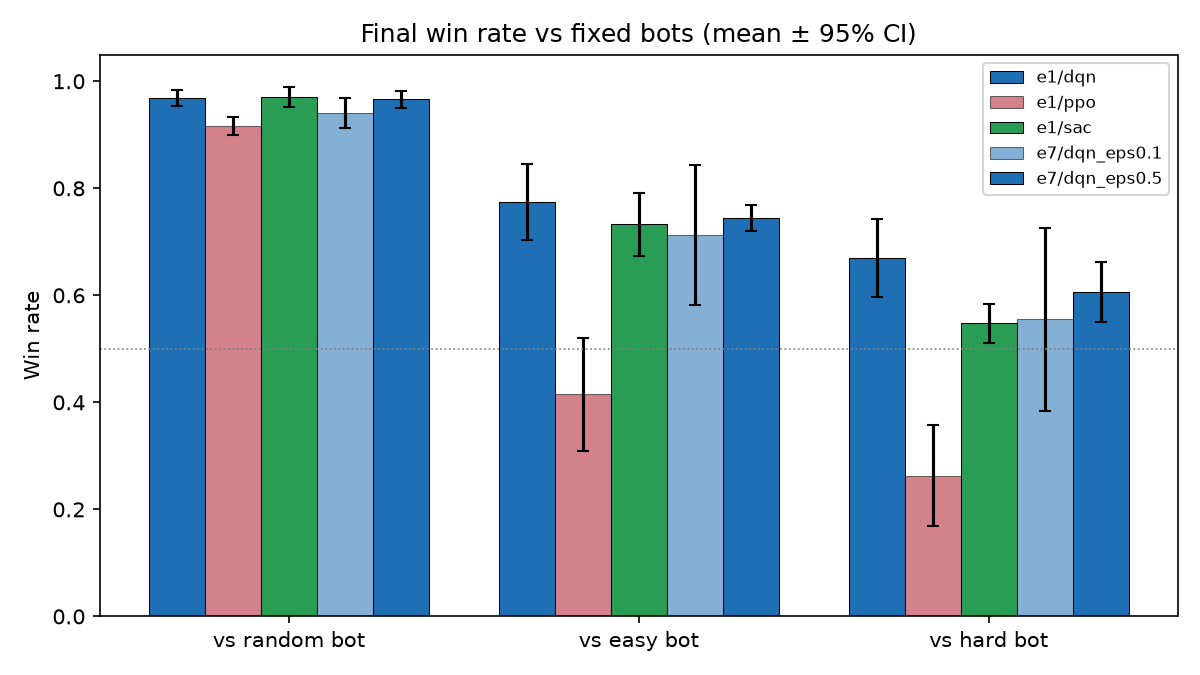 Final win rate vs fixed bots (mean ± 95% CI)
e1/dqn
e1/ppo
e1/sac
e7/dqn_eps0.1
e7/dqn_eps0.5
Win rate
1.0
0.8
0.6
0.4
0.2
0.0
vs random bot
vs easy bot
vs hard bot